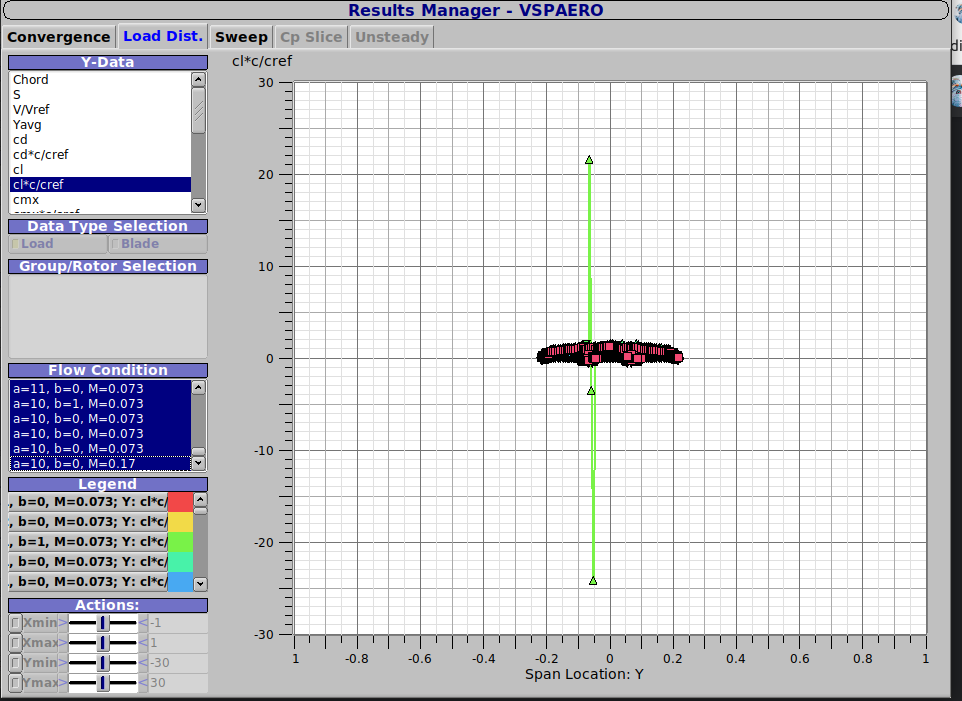 Results Manager - VSPAERO
Convergence Load Dist. Sweep Cp Slice Unsteady
Y-Data
Chord
S
V/Vref
Yavg
cd
cd*c/cref
cl
cl*c/cref
cmx
Data Type Selection
Load Blade
Group/Rotor Selection
Flow Condition
a=11, b=0, M=0.073
a=10, b=1, M=0.073
a=10, b=0, M=0.073
a=10, b=0, M=0.073
a=10, b=0, M=0.073
a=10, b=0, M=0.17
Legend
., b=0, M=0.073; Y: cl*c/
., b=0, M=0.073; Y: cl*c/
., b=1, M=0.073; Y: cl*c/
., b=0, M=0.073; Y: cl*c/
., b=0, M=0.073; Y: cl*c/
Actions:
Xmin > < -1
Xmax > < 1
Ymin > < -30
Ymax > < 30
cl*c/cref
30
20
10
0
-10
-20
-30
1 -0.8 -0.6 -0.4 -0.2 0 0.2 0.4 0.6 0.8 1
Span Location: Y
di